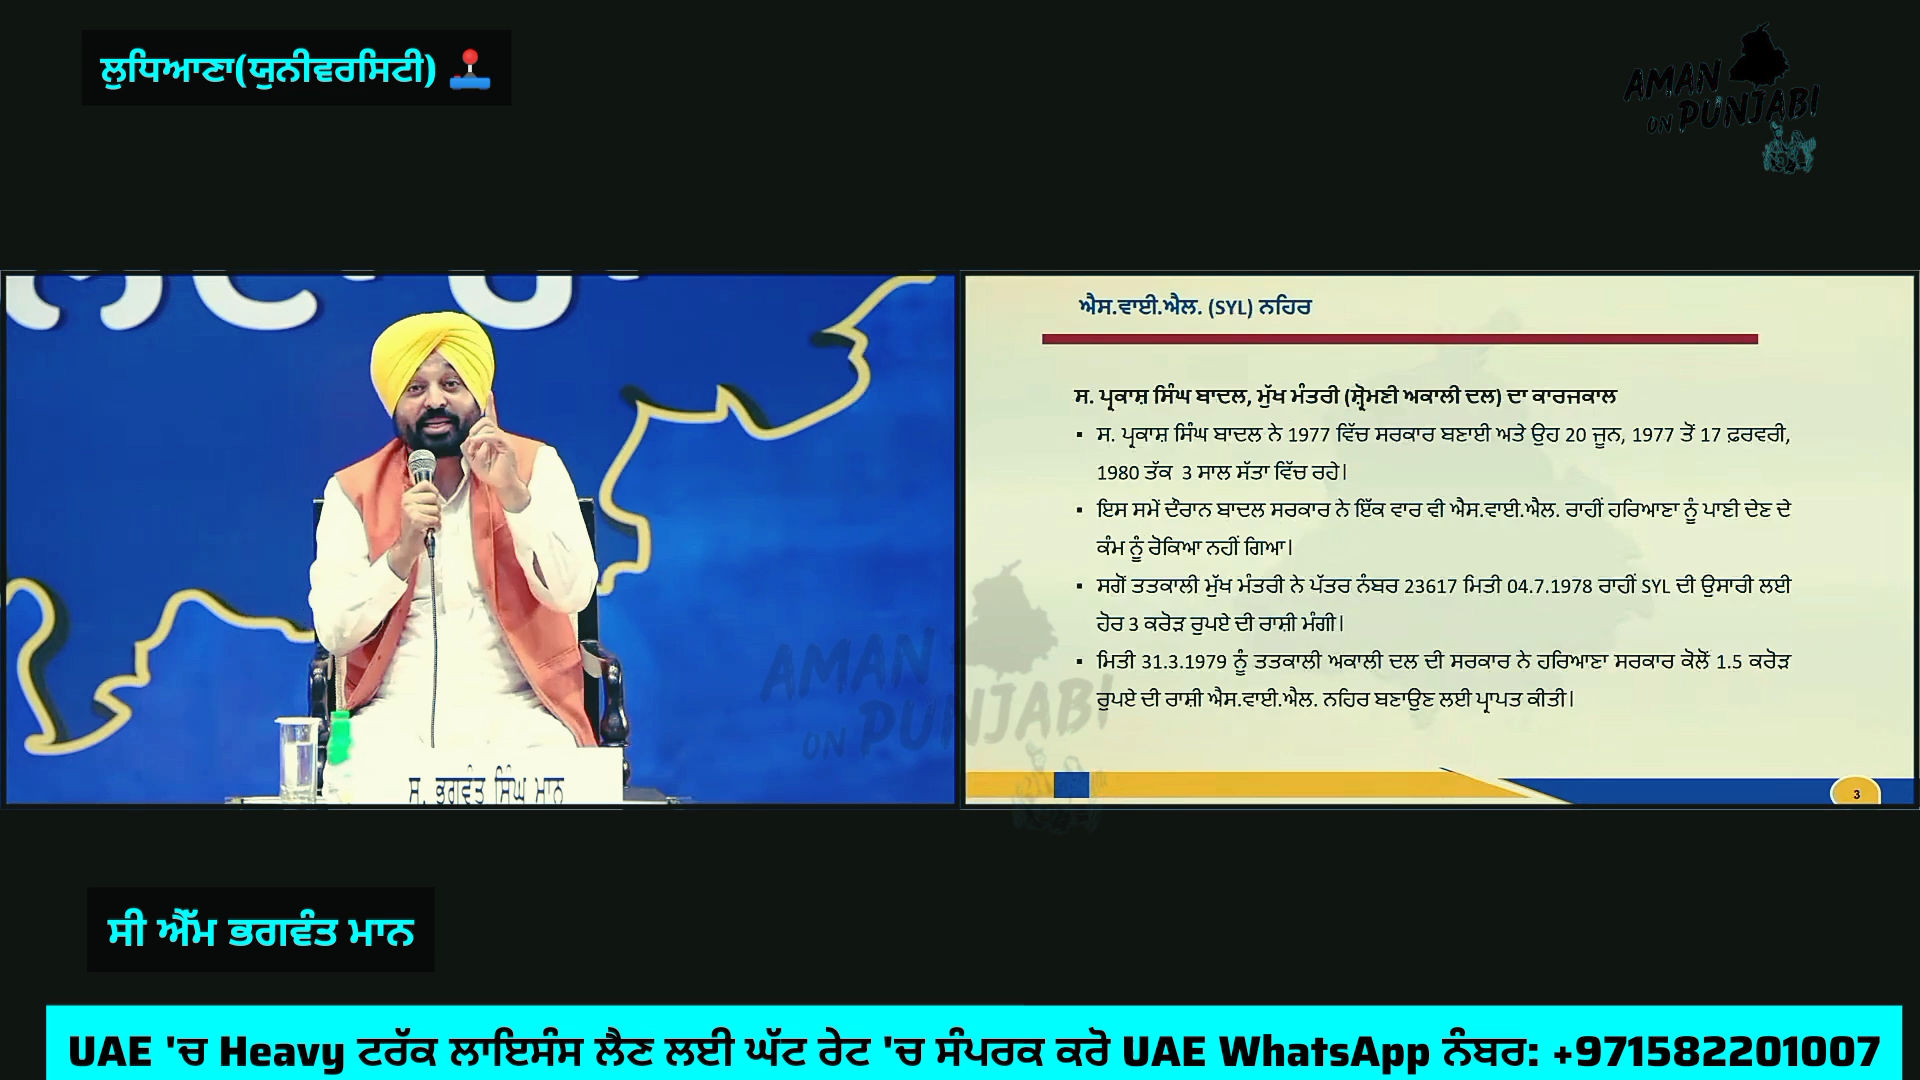 ਲੁਧਿਆਣਾ(ਯੁਨੀਵਰਸਿਟੀ)
AMAN
ON PUNJABI
ਐਸ.ਵਾਈ.ਐਲ. (SYL) ਨਹਿਰ
ਸ. ਪ੍ਰਕਾਸ਼ ਸਿੰਘ ਬਾਦਲ, ਮੁੱਖ ਮੰਤਰੀ (ਸ਼੍ਰੋਮਣੀ ਅਕਾਲੀ ਦਲ) ਦਾ ਕਾਰਜਕਾਲ
▪ ਸ. ਪ੍ਰਕਾਸ਼ ਸਿੰਘ ਬਾਦਲ ਨੇ 1977 ਵਿੱਚ ਸਰਕਾਰ ਬਣਾਈ ਅਤੇ ਉਹ 20 ਜੂਨ, 1977 ਤੋਂ 17 ਫ਼ਰਵਰੀ,
1980 ਤੱਕ 3 ਸਾਲ ਸੱਤਾ ਵਿੱਚ ਰਹੇ।
▪ ਇਸ ਸਮੇਂ ਦੌਰਾਨ ਬਾਦਲ ਸਰਕਾਰ ਨੇ ਇੱਕ ਵਾਰ ਵੀ ਐਸ.ਵਾਈ.ਐਲ. ਰਾਹੀਂ ਹਰਿਆਣਾ ਨੂੰ ਪਾਣੀ ਦੇਣ ਦੇ
ਕੰਮ ਨੂੰ ਰੋਕਿਆ ਨਹੀਂ ਗਿਆ।
▪ ਸਗੋਂ ਤਤਕਾਲੀ ਮੁੱਖ ਮੰਤਰੀ ਨੇ ਪੱਤਰ ਨੰਬਰ 23617 ਮਿਤੀ 04.7.1978 ਰਾਹੀਂ SYL ਦੀ ਉਸਾਰੀ ਲਈ
ਹੋਰ 3 ਕਰੋੜ ਰੁਪਏ ਦੀ ਰਾਸ਼ੀ ਮੰਗੀ।
▪ ਮਿਤੀ 31.3.1979 ਨੂੰ ਤਤਕਾਲੀ ਅਕਾਲੀ ਦਲ ਦੀ ਸਰਕਾਰ ਨੇ ਹਰਿਆਣਾ ਸਰਕਾਰ ਕੋਲੋਂ 1.5 ਕਰੋੜ
ਰੁਪਏ ਦੀ ਰਾਸ਼ੀ ਐਸ.ਵਾਈ.ਐਲ. ਨਹਿਰ ਬਣਾਉਣ ਲਈ ਪ੍ਰਾਪਤ ਕੀਤੀ।
3
AMAN
ON PUNJABI
ਸ. ਭਗਵੰਤ ਸਿੰਘ ਮਾਨ
ਸੀ ਐੱਮ ਭਗਵੰਤ ਮਾਨ
UAE 'ਚ Heavy ਟਰੱਕ ਲਾਇਸੰਸ ਲੈਣ ਲਈ ਘੱਟ ਰੇਟ 'ਚ ਸੰਪਰਕ ਕਰੋ UAE WhatsApp ਨੰਬਰ: +971582201007